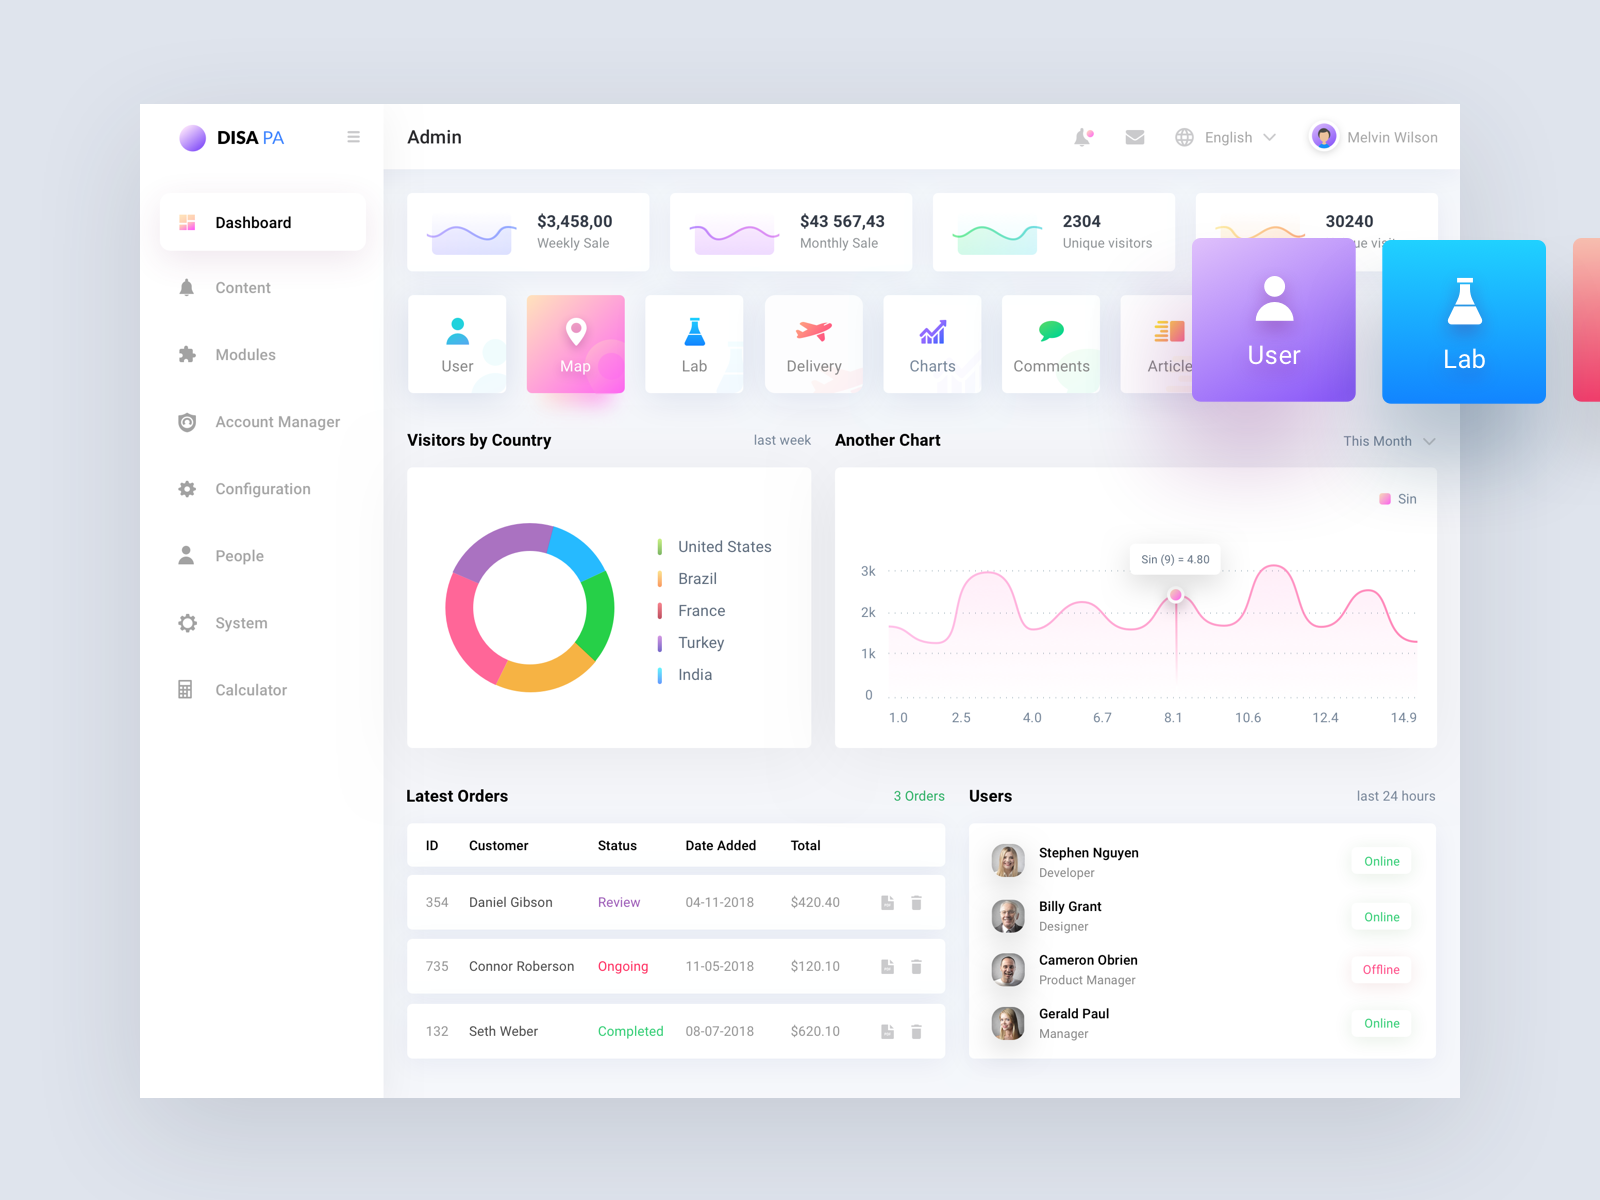 DISA PA
Admin
English
Melvin Wilson
Dashboard
Content
Modules
Account Manager
Configuration
People
System
Calculator
$3,458,00
Weekly Sale
$43 567,43
Monthly Sale
2304
Unique visitors
30240
User
Map
Lab
Delivery
Charts
Comments
Article
User
Lab
Visitors by Country
last week
United States
Brazil
France
Turkey
India
Another Chart
This Month
Sin
Sin (9) = 4.80
3k
2k
1k
0
1.0 2.5 4.0 6.7 8.1 10.6 12.4 14.9
Latest Orders
3 Orders
ID Customer Status Date Added Total
354 Daniel Gibson Review 04-11-2018 $420.40
735 Connor Roberson Ongoing 11-05-2018 $120.10
132 Seth Weber Completed 08-07-2018 $620.10
Users
last 24 hours
Stephen Nguyen
Developer
Online
Billy Grant
Designer
Online
Cameron Obrien
Product Manager
Offline
Gerald Paul
Manager
Online